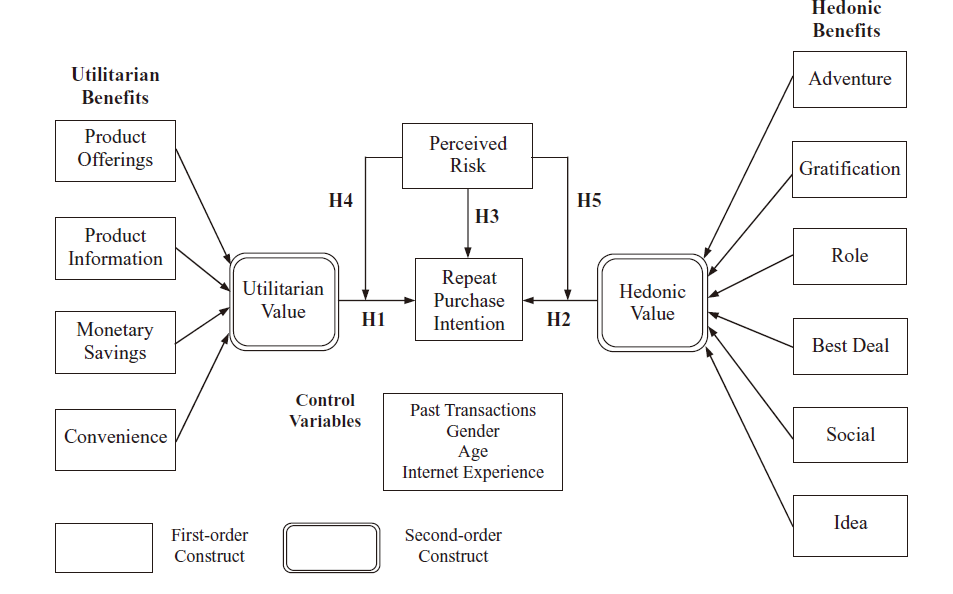 Hedonic
Benefits
Utilitarian
Benefits
Product
Offerings
Product
Information
Monetary
Savings
Convenience
Utilitarian
Value
Perceived
Risk
H4
H3
H5
Repeat
Purchase
Intention
H1
H2
Hedonic
Value
Adventure
Gratification
Role
Best Deal
Social
Idea
Control
Variables
Past Transactions
Gender
Age
Internet Experience
First-order
Construct
Second-order
Construct